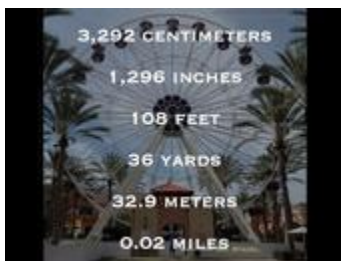 3,292 CENTIMETERS
1,296 INCHES
108 FEET
36 YARDS
32.9 METERS
0.02 MILES